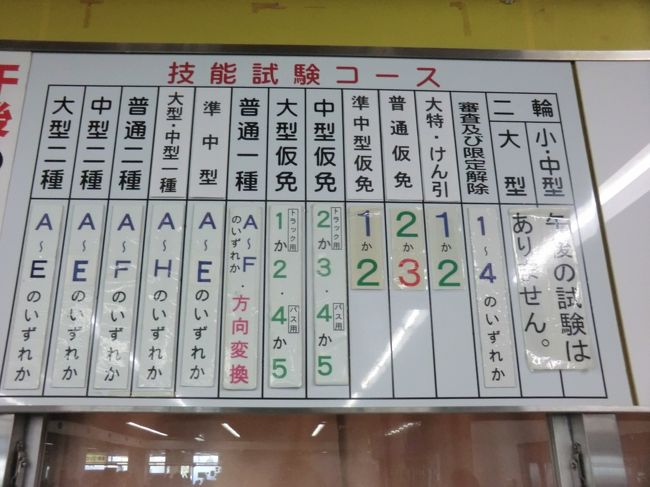 午後の
技能試験コース
大型二種
A〜Eのいずれか
中型二種
A〜Eのいずれか
普通二種
A〜Fのいずれか
大型・中型一種
A〜Hのいずれか
準中型
A〜Eのいずれか
普通一種
A〜Fのいずれか・方向変換
大型仮免
トラック用
1か2・4か5
バス用
中型仮免
トラック用
2か3・4か5
バス用
準中型仮免
1か2
普通仮免
2か3
大特・けん引
1か2
審査及び限定解除
1〜4のいずれか
二輪
大型
小・中型
午後の試験は
ありません。